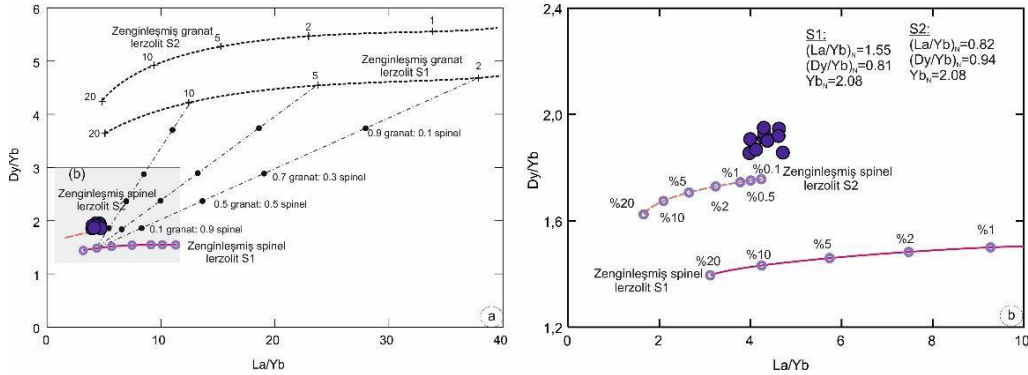 6
5
4
3
2
1
0
Dy/Yb
0
10
20
30
40
La/Yb
Zenginleşmiş granat
lerzolit S2
20
10
5
2
1
Zenginleşmiş granat
lerzolit S1
20
10
5
2
0.9 granat: 0.1 spinel
0.7 granat: 0.3 spinel
0.5 granat: 0.5 spinel
0.1 granat: 0.9 spinel
(b)
Zenginleşmiş spinel
lerzolit S2
Zenginleşmiş spinel
lerzolit S1
a
2,4
2,0
1,6
1,2
Dy/Yb
0
2
4
6
8
10
La/Yb
S1:
(La/Yb)N=1.55
(Dy/Yb)N=0.81
YbN=2.08
S2:
(La/Yb)N=0.82
(Dy/Yb)N=0.94
YbN=2.08
%20
%10
%5
%2
%1
%0.5
%0.1
Zenginleşmiş spinel
lerzolit S2
%20
%10
%5
%2
%1
Zenginleşmiş spinel
lerzolit S1
b